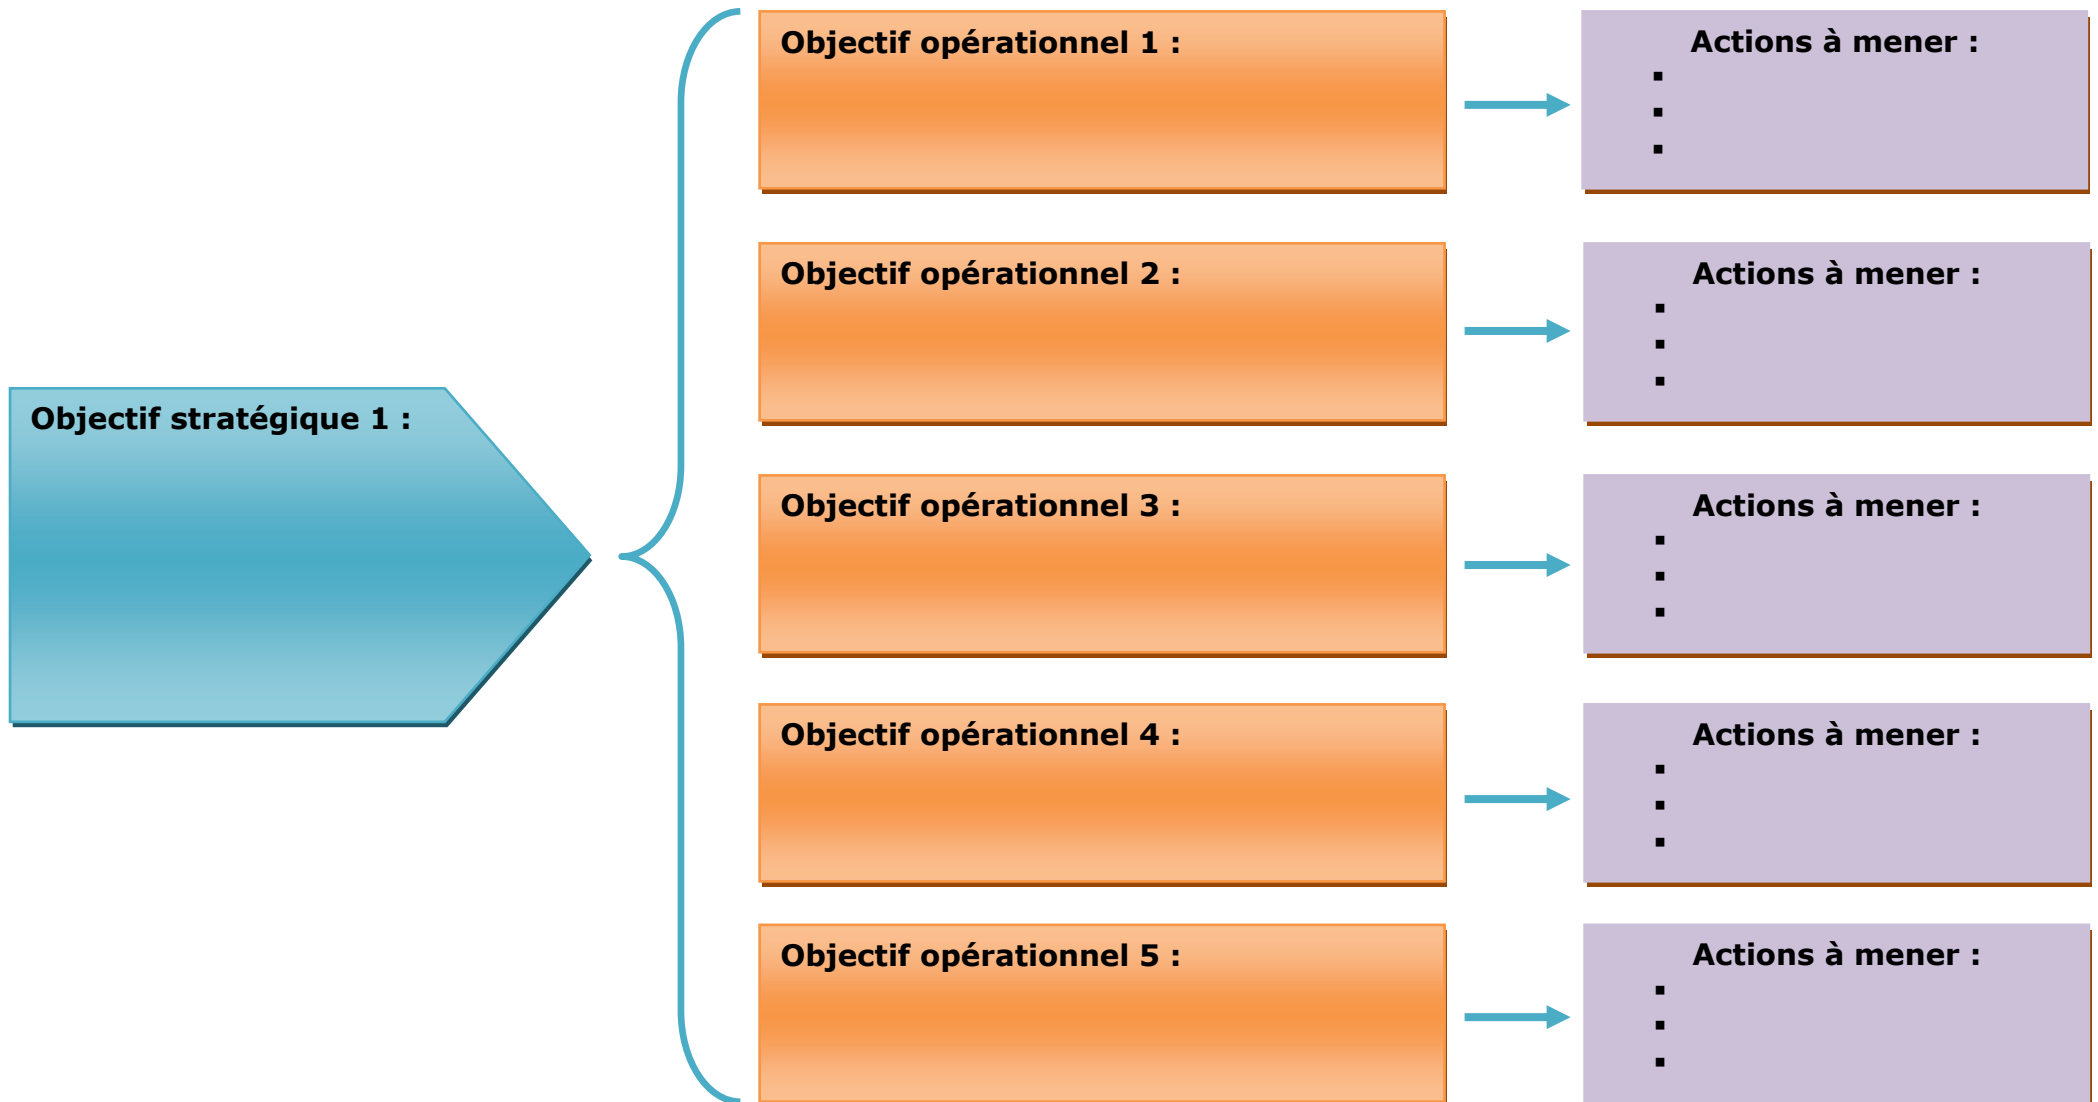 Objectif stratégique 1 :
Objectif opérationnel 1 :
Actions à mener :
▪
▪
▪
Objectif opérationnel 2 :
Actions à mener :
▪
▪
▪
Objectif opérationnel 3 :
Actions à mener :
▪
▪
▪
Objectif opérationnel 4 :
Actions à mener :
▪
▪
▪
Objectif opérationnel 5 :
Actions à mener :
▪
▪
▪